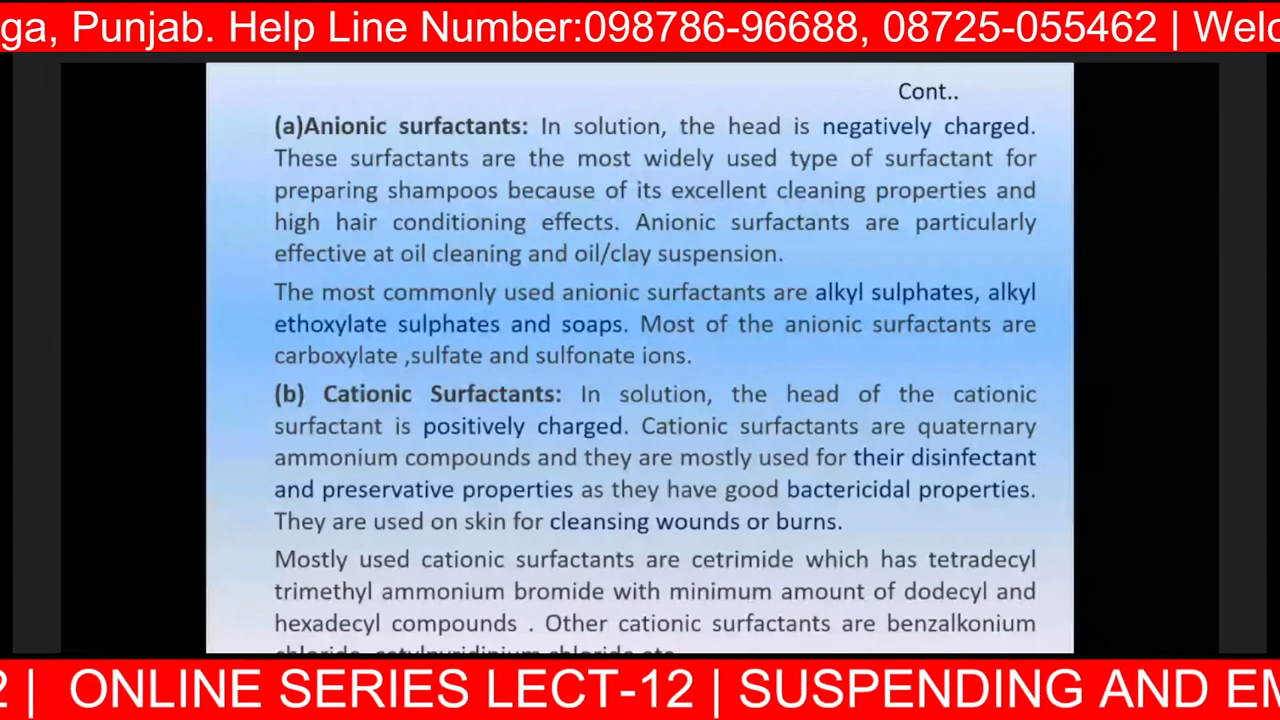 ga, Punjab. Help Line Number:098786-96688, 08725-055462 | Welc
Cont..
(a)Anionic surfactants: In solution, the head is negatively charged.
These surfactants are the most widely used type of surfactant for
preparing shampoos because of its excellent cleaning properties and
high hair conditioning effects. Anionic surfactants are particularly
effective at oil cleaning and oil/clay suspension.
The most commonly used anionic surfactants are alkyl sulphates, alkyl
ethoxylate sulphates and soaps. Most of the anionic surfactants are
carboxylate ,sulfate and sulfonate ions.
(b) Cationic Surfactants: In solution, the head of the cationic
surfactant is positively charged. Cationic surfactants are quaternary
ammonium compounds and they are mostly used for their disinfectant
and preservative properties as they have good bactericidal properties.
They are used on skin for cleansing wounds or burns.
Mostly used cationic surfactants are cetrimide which has tetradecyl
trimethyl ammonium bromide with minimum amount of dodecyl and
hexadecyl compounds . Other cationic surfactants are benzalkonium
chloride, cetylpyridinium chloride etc
2 | ONLINE SERIES LECT-12 | SUSPENDING AND EM